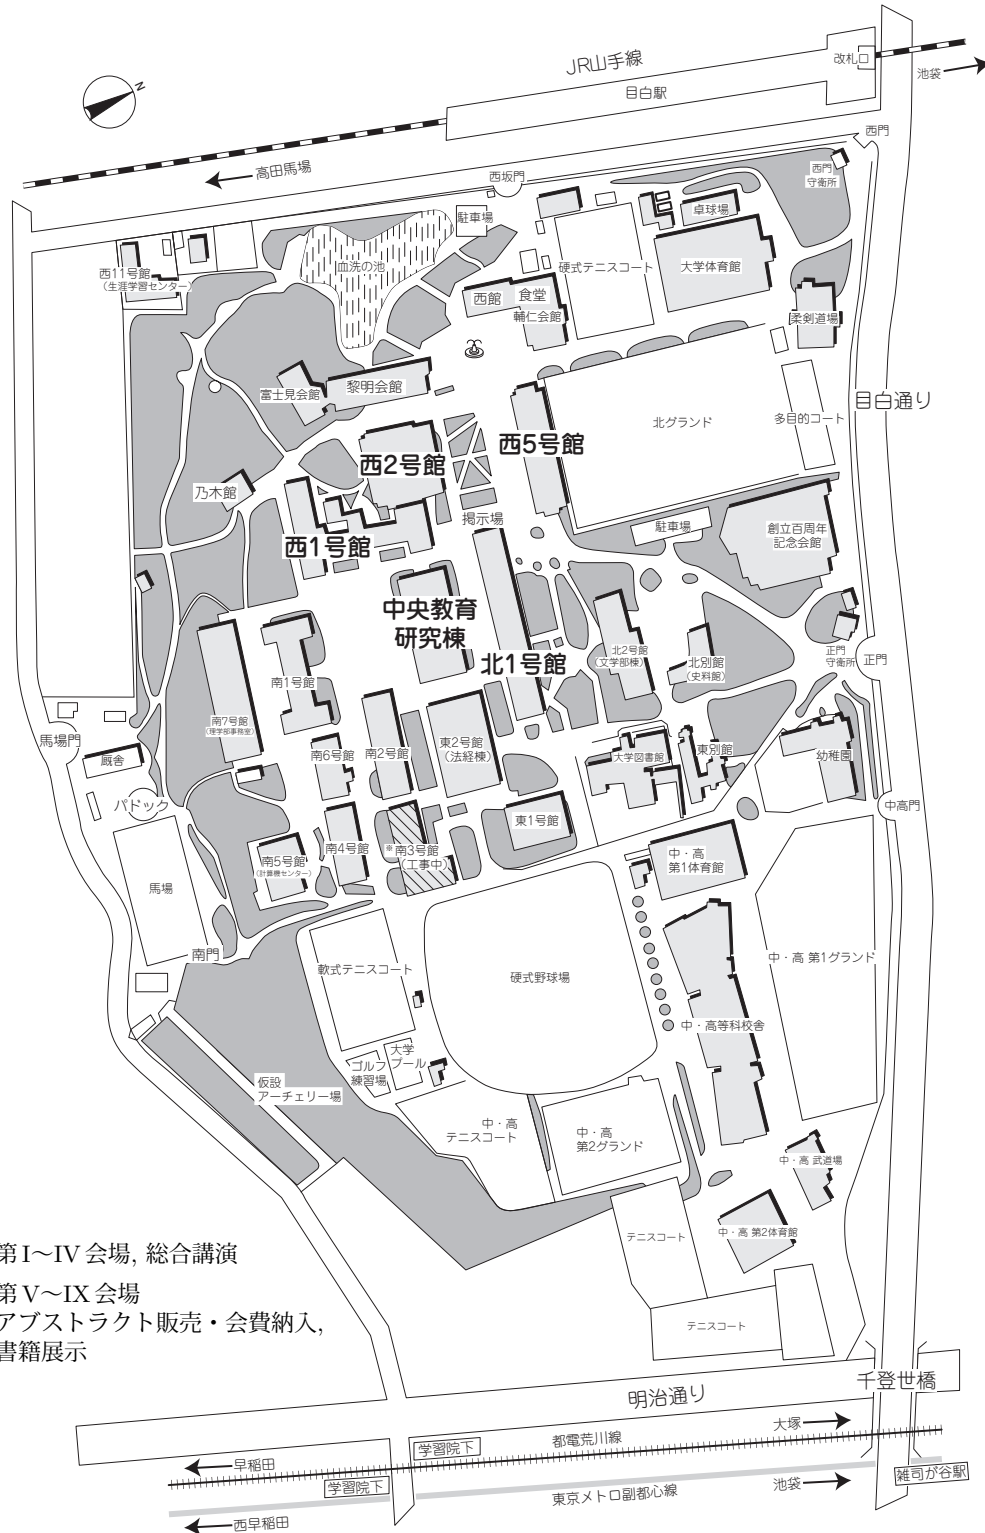 JR山手線
改札口
池袋
目白駅
N
高田馬場
西坂門
西門
西門
守衛所
駐車場
卓球場
西11号館
(生涯学習センター)
血洗の池
硬式テニスコート
大学体育館
西館
食堂
輔仁会館
柔剣道場
富士見会館
黎明会館
目白通り
北グランド
多目的コート
西5号館
西2号館
乃木館
掲示場
駐車場
創立百周年
記念会館
西1号館
中央教育
研究棟
北1号館
北2号館
(文学部棟)
北別館
(史料館)
正門
守衛所
正門
南1号館
南7号館
(理学部事務室)
馬場門
厩舎
南6号館
南2号館
東2号館
(法経棟)
大学図書館
東別館
幼稚園
パドック
中高門
東1号館
南5号館
(計算機センター)
南4号館
※南3号館
(工事中)
中・高
第1体育館
馬場
南門
軟式テニスコート
硬式野球場
中・高 第1グランド
中・高等科校舎
大学
プール
ゴルフ
練習場
仮設
アーチェリー場
中・高
テニスコート
中・高
第2グランド
中・高 武道場
中・高 第2体育館
テニスコート
テニスコート
第I〜IV会場, 総合講演
第V〜IX会場
アブストラクト販売・会費納入,
書籍展示
明治通り
千登世橋
大塚
都電荒川線
学習院下
早稲田
学習院下
池袋
雑司が谷駅
東京メトロ副都心線
西早稲田